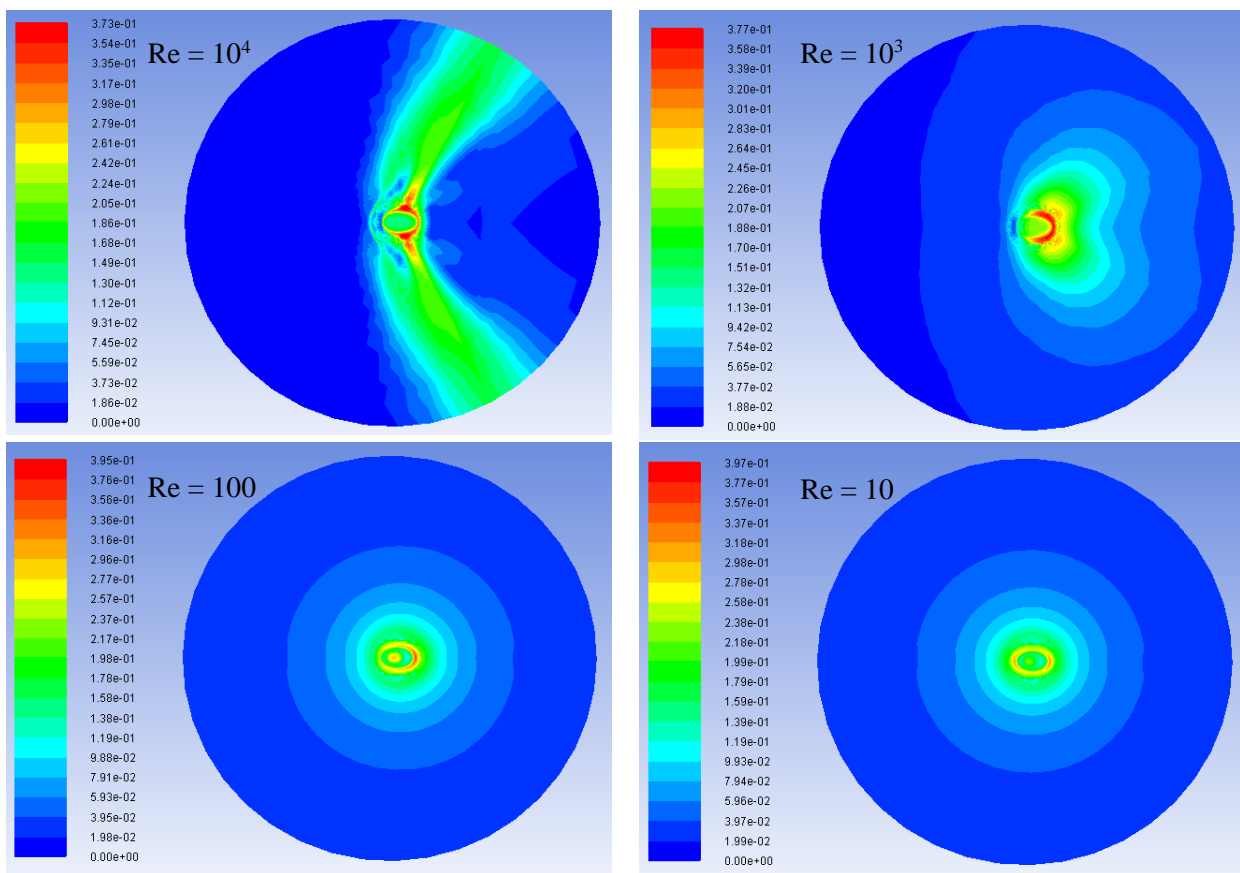 Re = 10⁴
3.73e-01
3.54e-01
3.35e-01
3.17e-01
2.98e-01
2.79e-01
2.61e-01
2.42e-01
2.24e-01
2.05e-01
1.86e-01
1.68e-01
1.49e-01
1.30e-01
1.12e-01
9.31e-02
7.45e-02
5.59e-02
3.73e-02
1.86e-02
0.00e+00
Re = 10³
3.77e-01
3.58e-01
3.39e-01
3.20e-01
3.01e-01
2.83e-01
2.64e-01
2.45e-01
2.26e-01
2.07e-01
1.88e-01
1.70e-01
1.51e-01
1.32e-01
1.13e-01
9.42e-02
7.54e-02
5.65e-02
3.77e-02
1.88e-02
0.00e+00
Re = 100
3.95e-01
3.76e-01
3.56e-01
3.36e-01
3.16e-01
2.96e-01
2.77e-01
2.57e-01
2.37e-01
2.17e-01
1.98e-01
1.78e-01
1.58e-01
1.38e-01
1.19e-01
9.88e-02
7.91e-02
5.93e-02
3.95e-02
1.98e-02
0.00e+00
Re = 10
3.97e-01
3.77e-01
3.57e-01
3.37e-01
3.18e-01
2.98e-01
2.78e-01
2.58e-01
2.38e-01
2.18e-01
1.99e-01
1.79e-01
1.59e-01
1.39e-01
1.19e-01
9.93e-02
7.94e-02
5.96e-02
3.97e-02
1.99e-02
0.00e+00